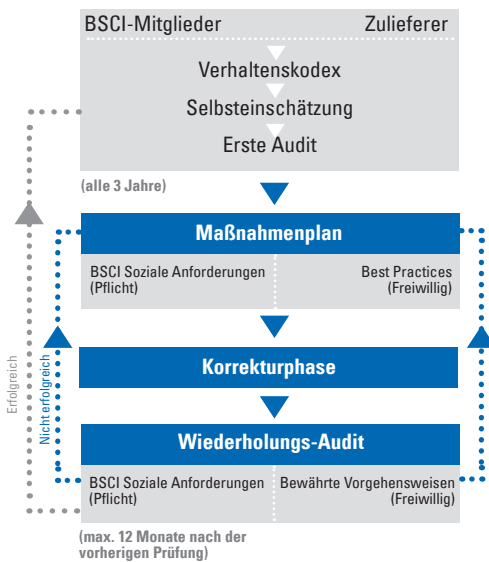 BSCI-Mitglieder Zulieferer
Verhaltenskodex
Selbsteinschätzung
Erste Audit
(alle 3 Jahre)
Maßnahmenplan
BSCI Soziale Anforderungen
(Pflicht)
Best Practices
(Freiwillig)
Korrekturphase
Wiederholungs-Audit
BSCI Soziale Anforderungen
(Pflicht)
Bewährte Vorgehensweisen
(Freiwillig)
(max. 12 Monate nach der
vorherigen Prüfung)
Erfolgreich
Nicht erfolgreich